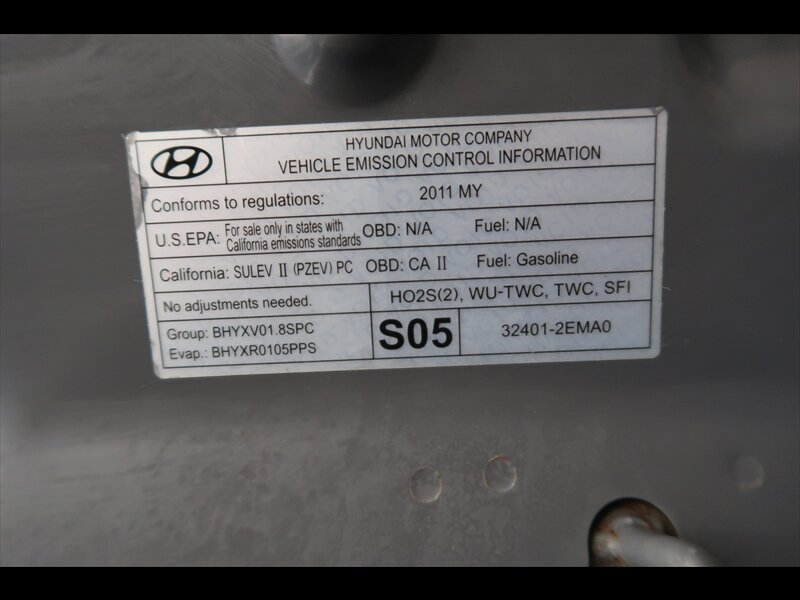 HYUNDAI MOTOR COMPANY
VEHICLE EMISSION CONTROL INFORMATION
Conforms to regulations: 2011 MY
U.S.EPA: For sale only in states with California emissions standards OBD: N/A Fuel: N/A
California: SULEV II (PZEV) PC OBD: CA II Fuel: Gasoline
No adjustments needed. HO2S(2), WU-TWC, TWC, SFI
Group: BHYXV01.8SPC
Evap.: BHYXR0105PPS
S05 32401-2EMA0